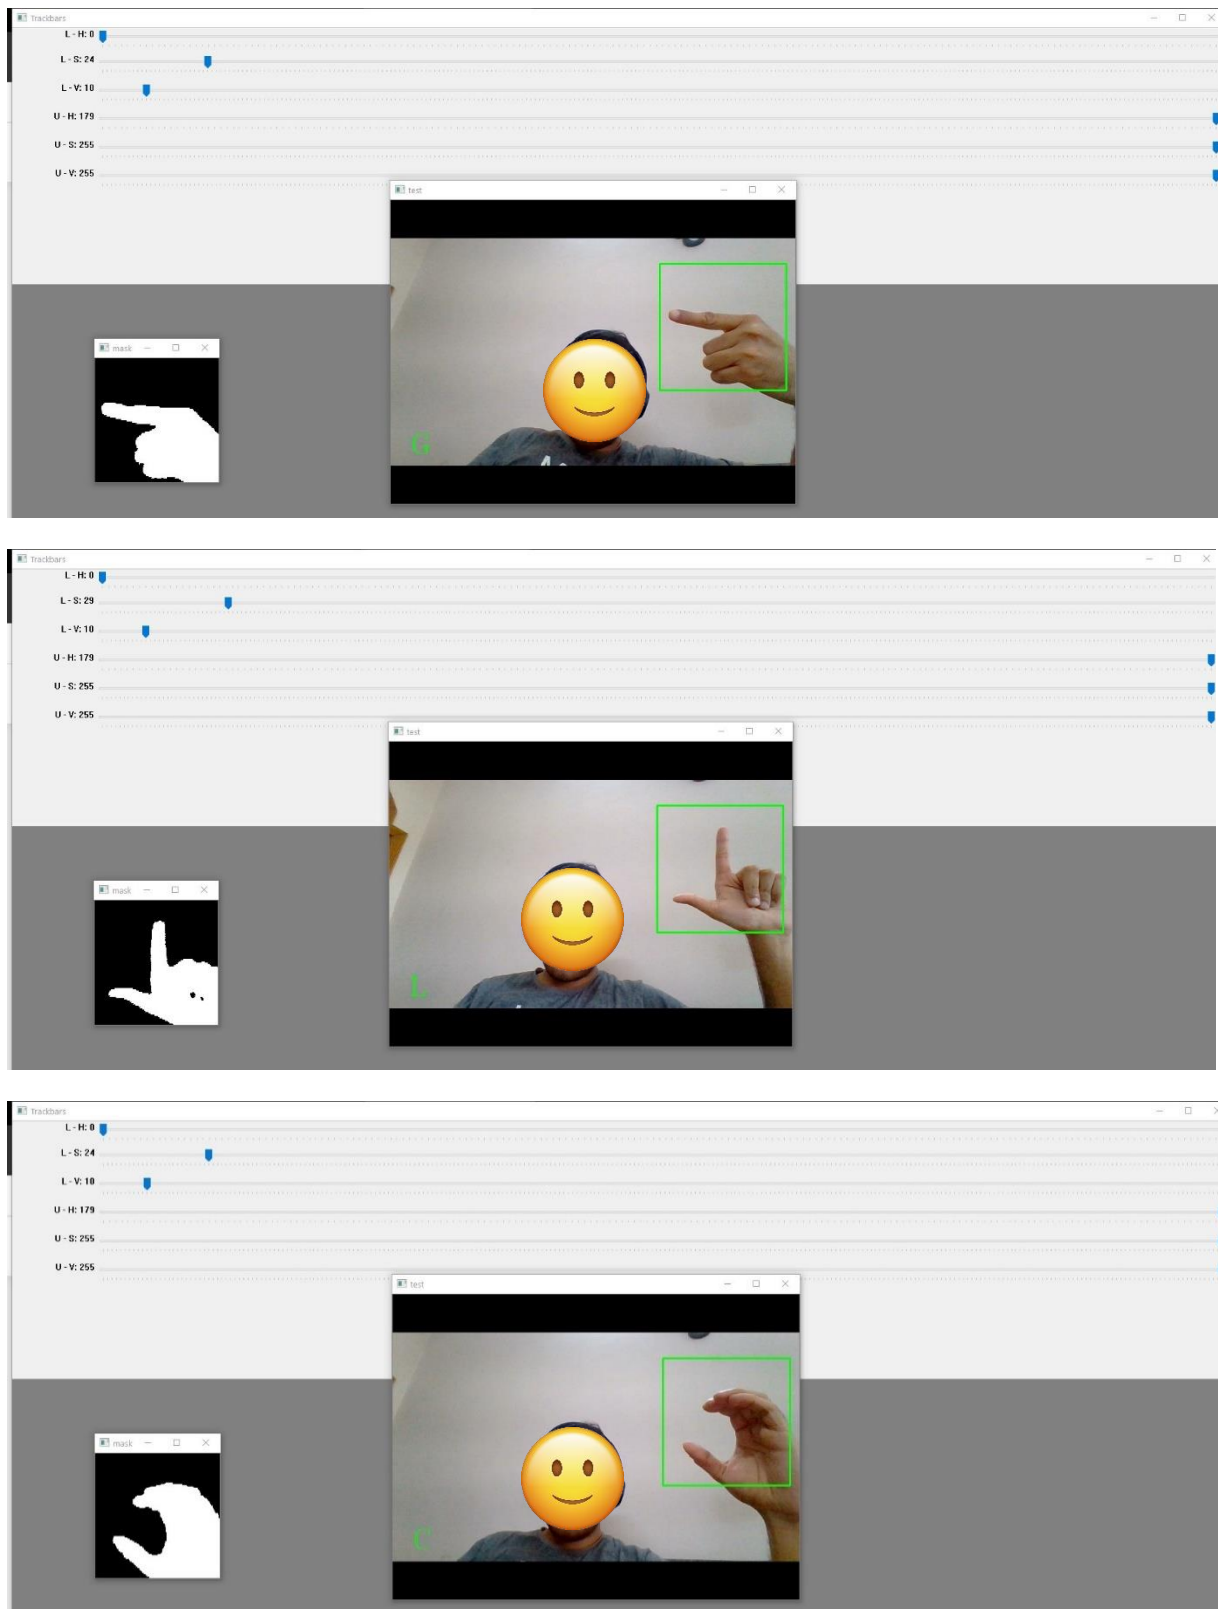 Trackbars
L - H: 0
L - S: 24
L - V: 10
U - H: 179
U - S: 255
U - V: 255
test
mask
G
Trackbars
L - H: 0
L - S: 29
L - V: 10
U - H: 179
U - S: 255
U - V: 255
test
mask
L
Trackbars
L - H: 0
L - S: 24
L - V: 10
U - H: 179
U - S: 255
U - V: 255
test
mask
C